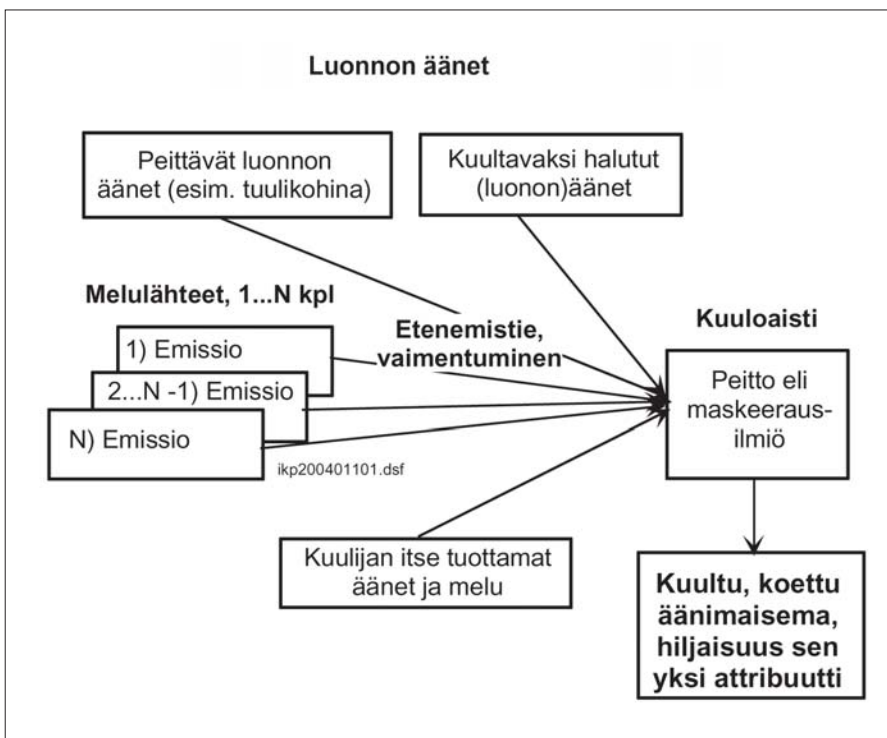 Luonnon äänet
Peittävät luonnon
äänet (esim. tuulikohina)
Kuultavaksi halutut
(luonon)äänet
Melulähteet, 1...N kpl
1) Emissio
2...N -1) Emissio
N) Emissio
ikp200401101.dsf
Etenemistie,
vaimentuminen
Kuuloaisti
Peitto eli
maskeeraus-
ilmiö
Kuulijan itse tuottamat
äänet ja melu
Kuultu, koettu
äänimaisema,
hiljaisuus sen
yksi attribuutti